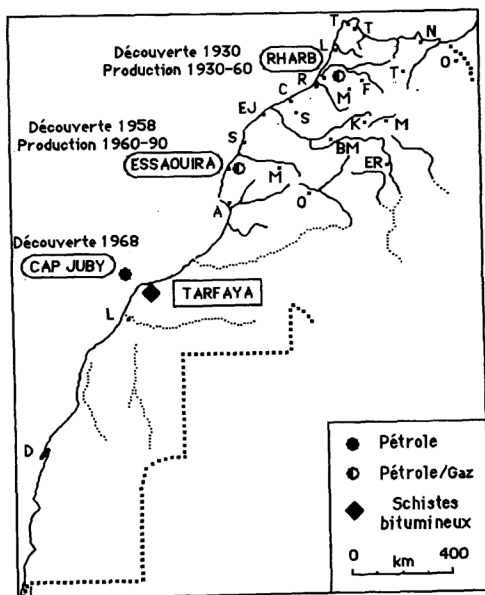 T T
N
L
Découverte 1930
Production 1930-60
RHARB
O
R
T
F
C
M
EJ
S
K
M
Découverte 1958
Production 1960-90
S
BM
ESSAOUIRA
M
ER
O
A
Découverte 1968
CAP JUBY
TARFAYA
L
D
Pétrole
Pétrole/Gaz
Schistes
bitumineux
0 km 400